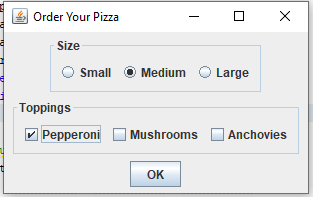 Order Your Pizza
Size
Small Medium Large
Toppings
Pepperoni Mushrooms Anchovies
OK